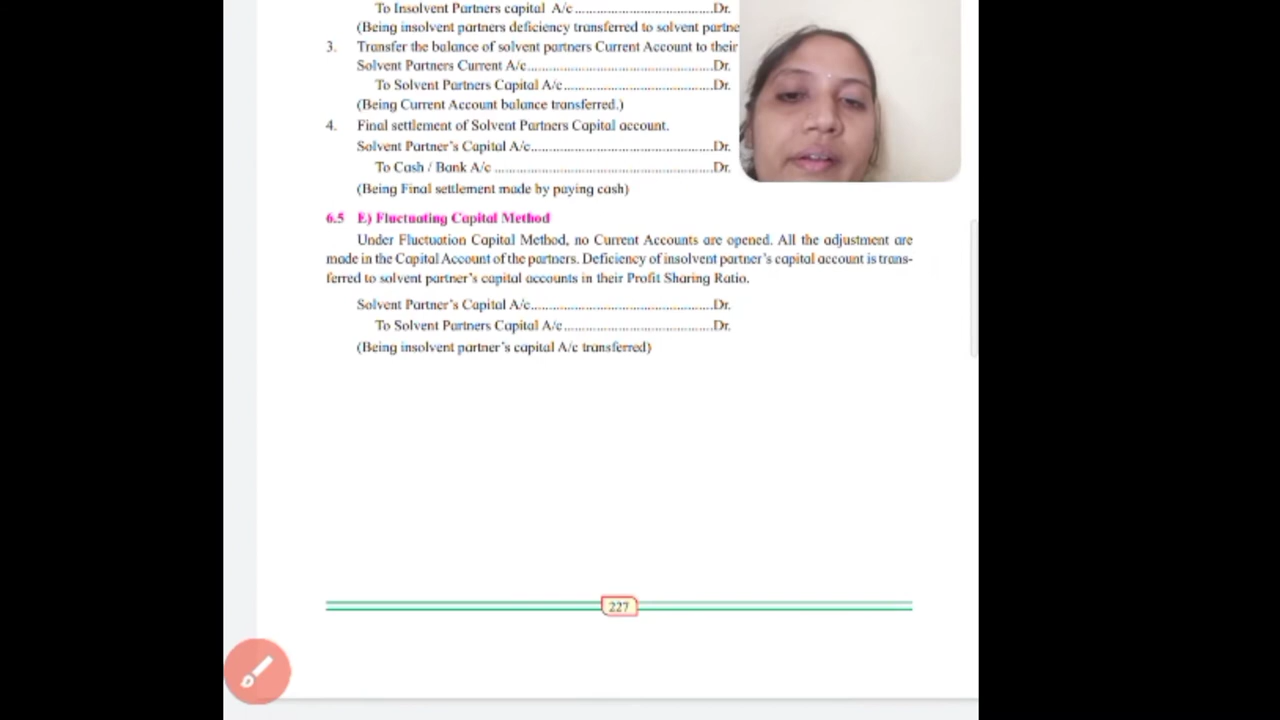 To Insolvent Partners capital A/c ................................................Dr.
(Being insolvent partners deficiency transferred to solvent partne
3. Transfer the balance of solvent partners Current Account to their
Solvent Partners Current A/c.................................................................Dr.
To Solvent Partners Capital A/c....................................................Dr.
(Being Current Account balance transferred.)
4. Final settlement of Solvent Partners Capital account.
Solvent Partner's Capital A/c................................................................Dr.
To Cash / Bank A/c ........................................................................Dr.
(Being Final settlement made by paying cash)
6.5 E) Fluctuating Capital Method
Under Fluctuation Capital Method, no Current Accounts are opened. All the adjustment are
made in the Capital Account of the partners. Deficiency of insolvent partner's capital account is trans-
ferred to solvent partner's capital accounts in their Profit Sharing Ratio.
Solvent Partner's Capital A/c................................................................Dr.
To Solvent Partners Capital A/c....................................................Dr.
(Being insolvent partner's capital A/c transferred)
227